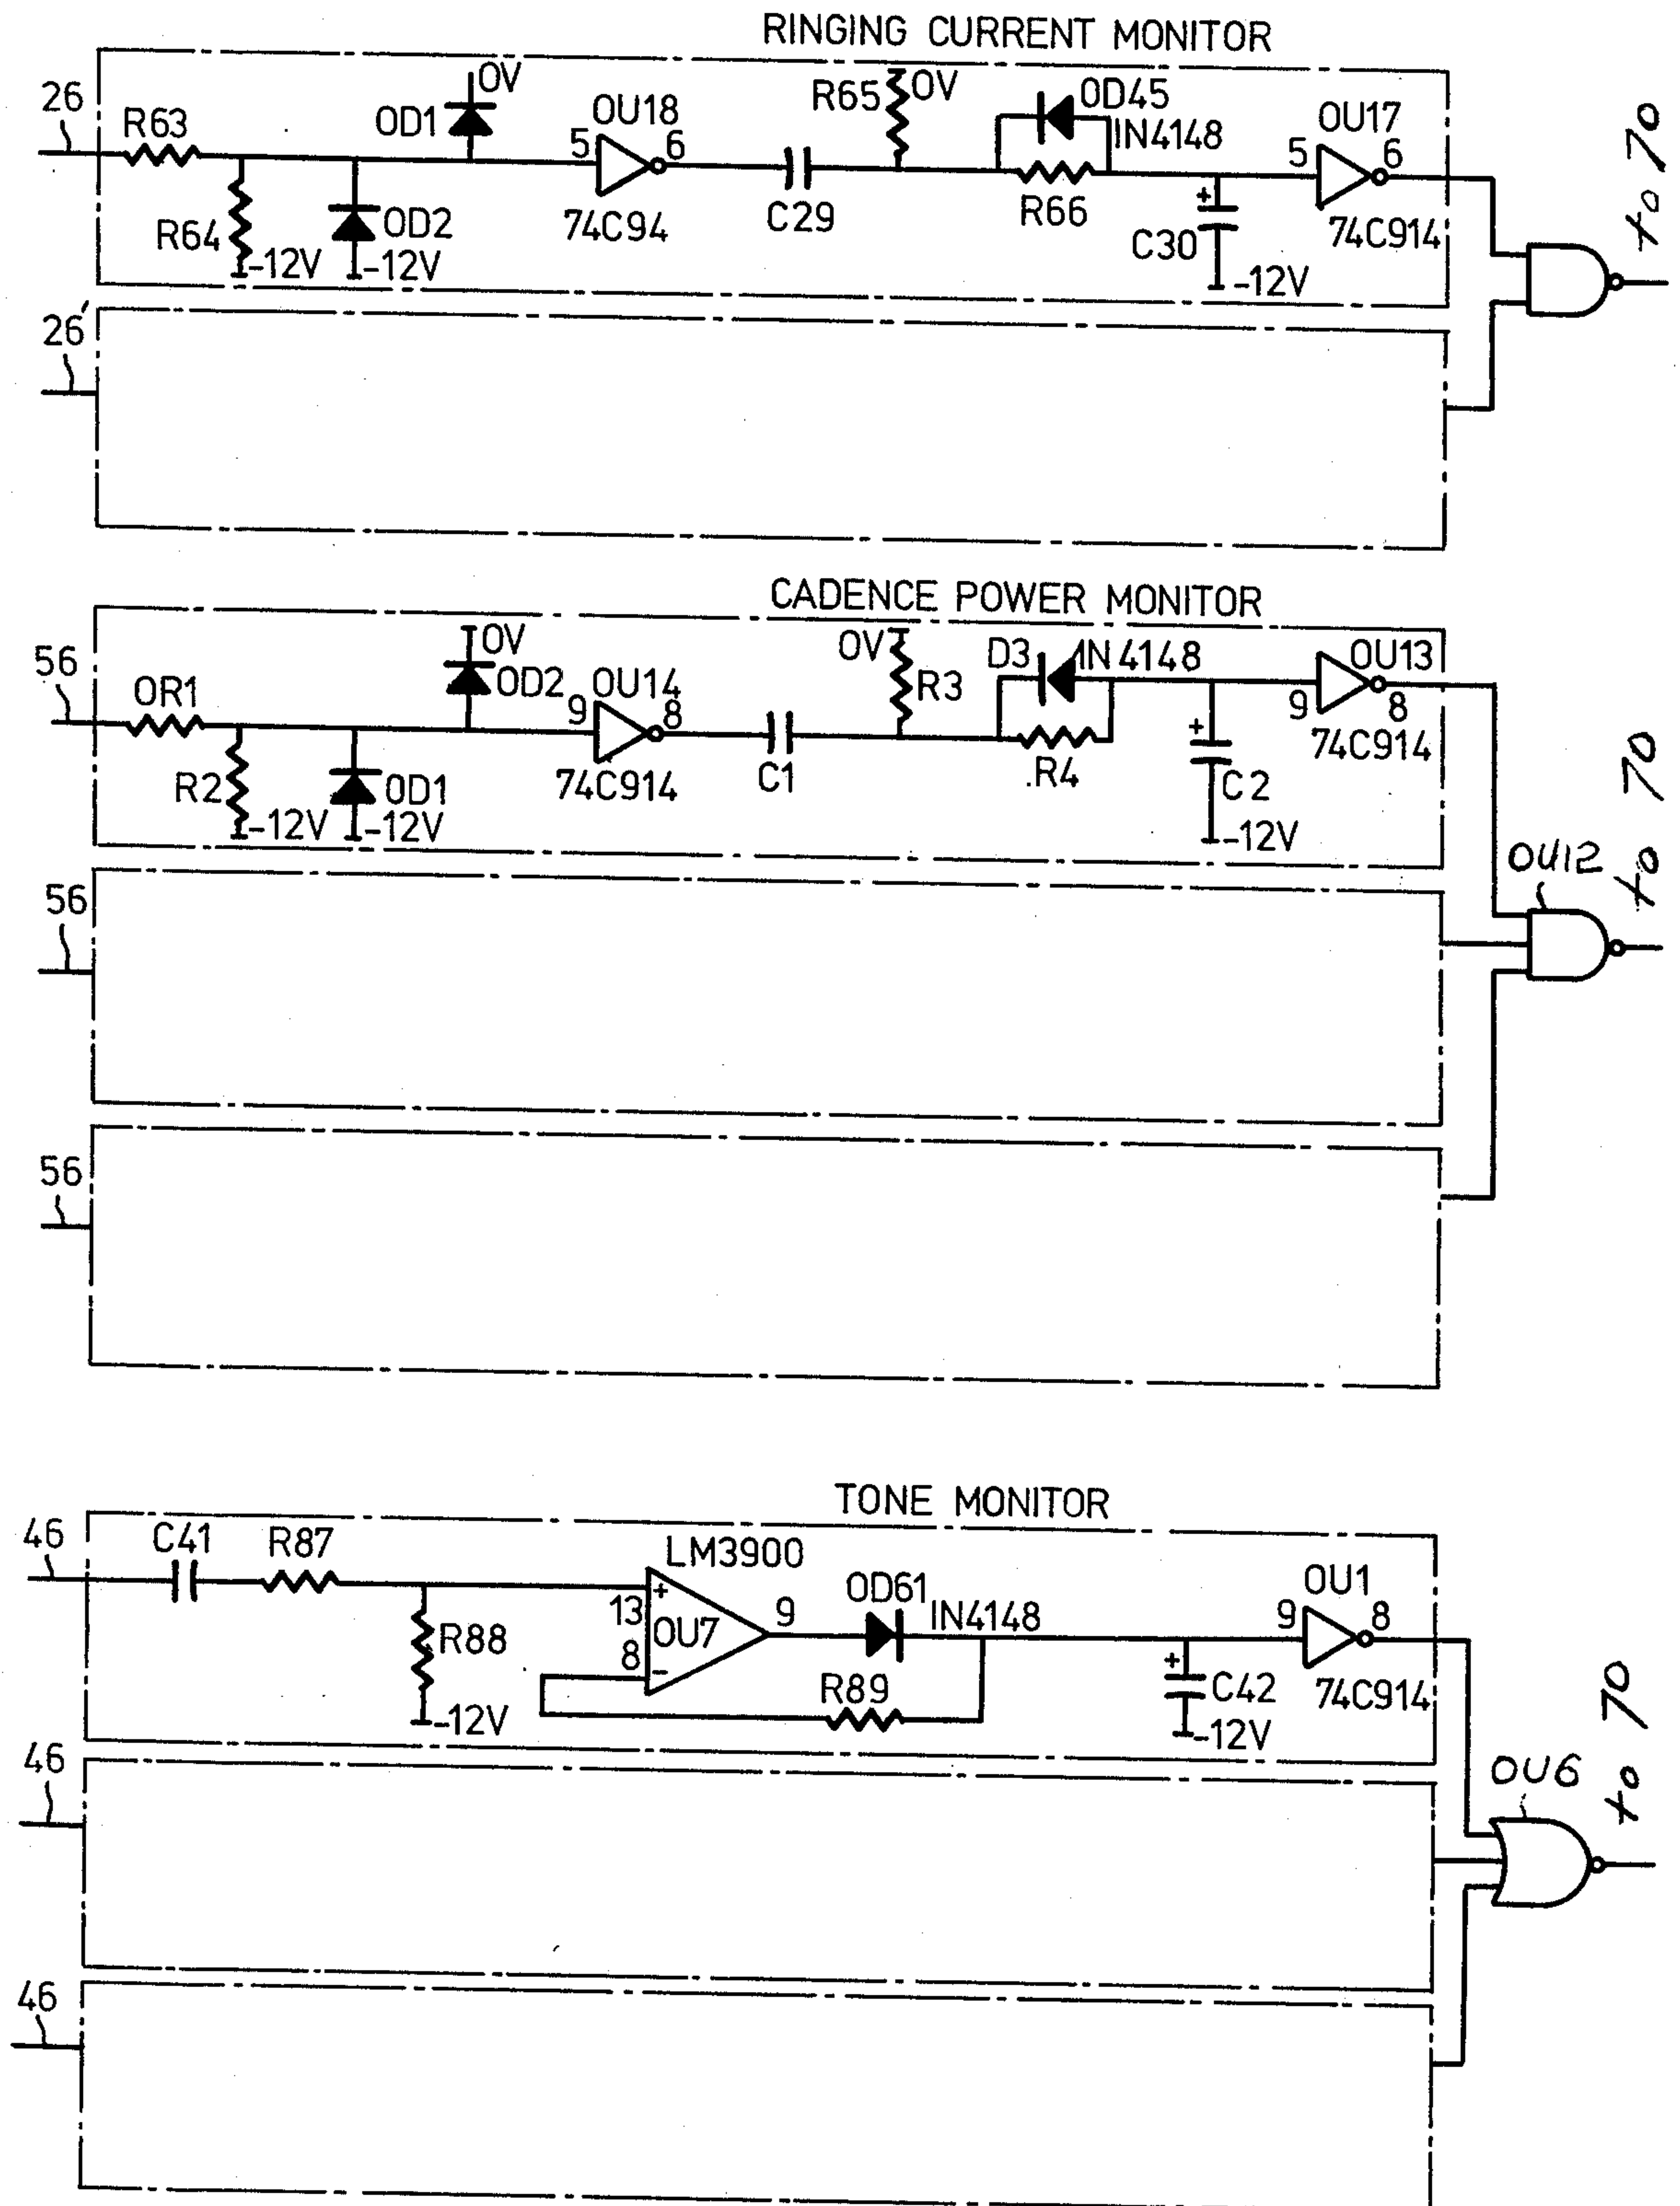 RINGING CURRENT MONITOR
26
R63
R64
-12V
OD2
-12V
OD1
0V
OU18
5
6
74C94
C29
R65
0V
OD45
IN4148
R66
C30
+
-12V
OU17
5
6
74C914
to 70
26'
CADENCE POWER MONITOR
56
OR1
R2
-12V
OD1
-12V
0V
OD2
OU14
9
8
74C914
C1
0V
R3
D3
IN 4148
.R4
+
C2
-12V
OU13
9
8
74C914
OU12
to 70
56
56
TONE MONITOR
46
C41
R87
R88
-12V
LM3900
+
13
OU7
8
-
9
OD61
IN4148
R89
+
C42
-12V
OU1
9
8
74C914
OU6
to 70
46
46